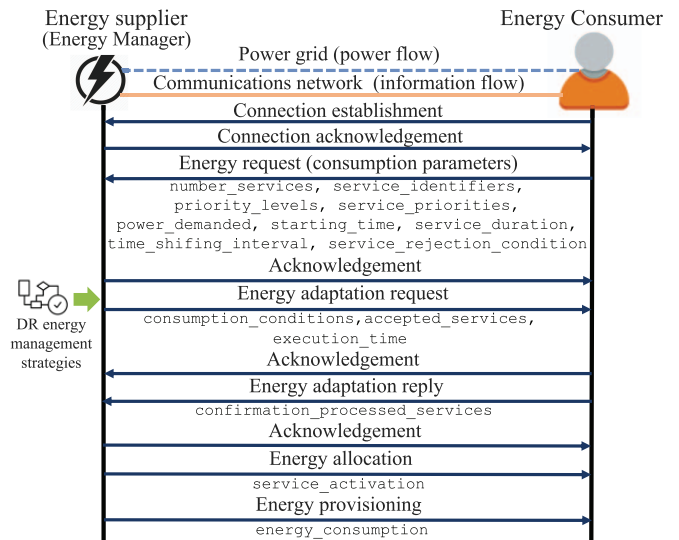 Energy supplier
(Energy Manager)
Energy Consumer
Power grid (power flow)
Communications network (information flow)
Connection establishment
Connection acknowledgement
Energy request (consumption parameters)
number_services, service_identifiers,
priority_levels, service_priorities,
power_demanded, starting_time, service_duration,
time_shifing_interval, service_rejection_condition
Acknowledgement
Energy adaptation request
DR energy
management
strategies
consumption_conditions,accepted_services,
execution_time
Acknowledgement
Energy adaptation reply
confirmation_processed_services
Acknowledgement
Energy allocation
service_activation
Energy provisioning
energy_consumption